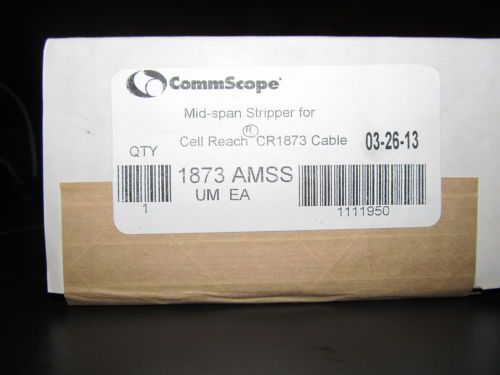 CommScope®
Mid-span Stripper for
Cell Reach® CR1873 Cable
03-26-13
QTY
1873 AMSS
UM EA
1
1111950